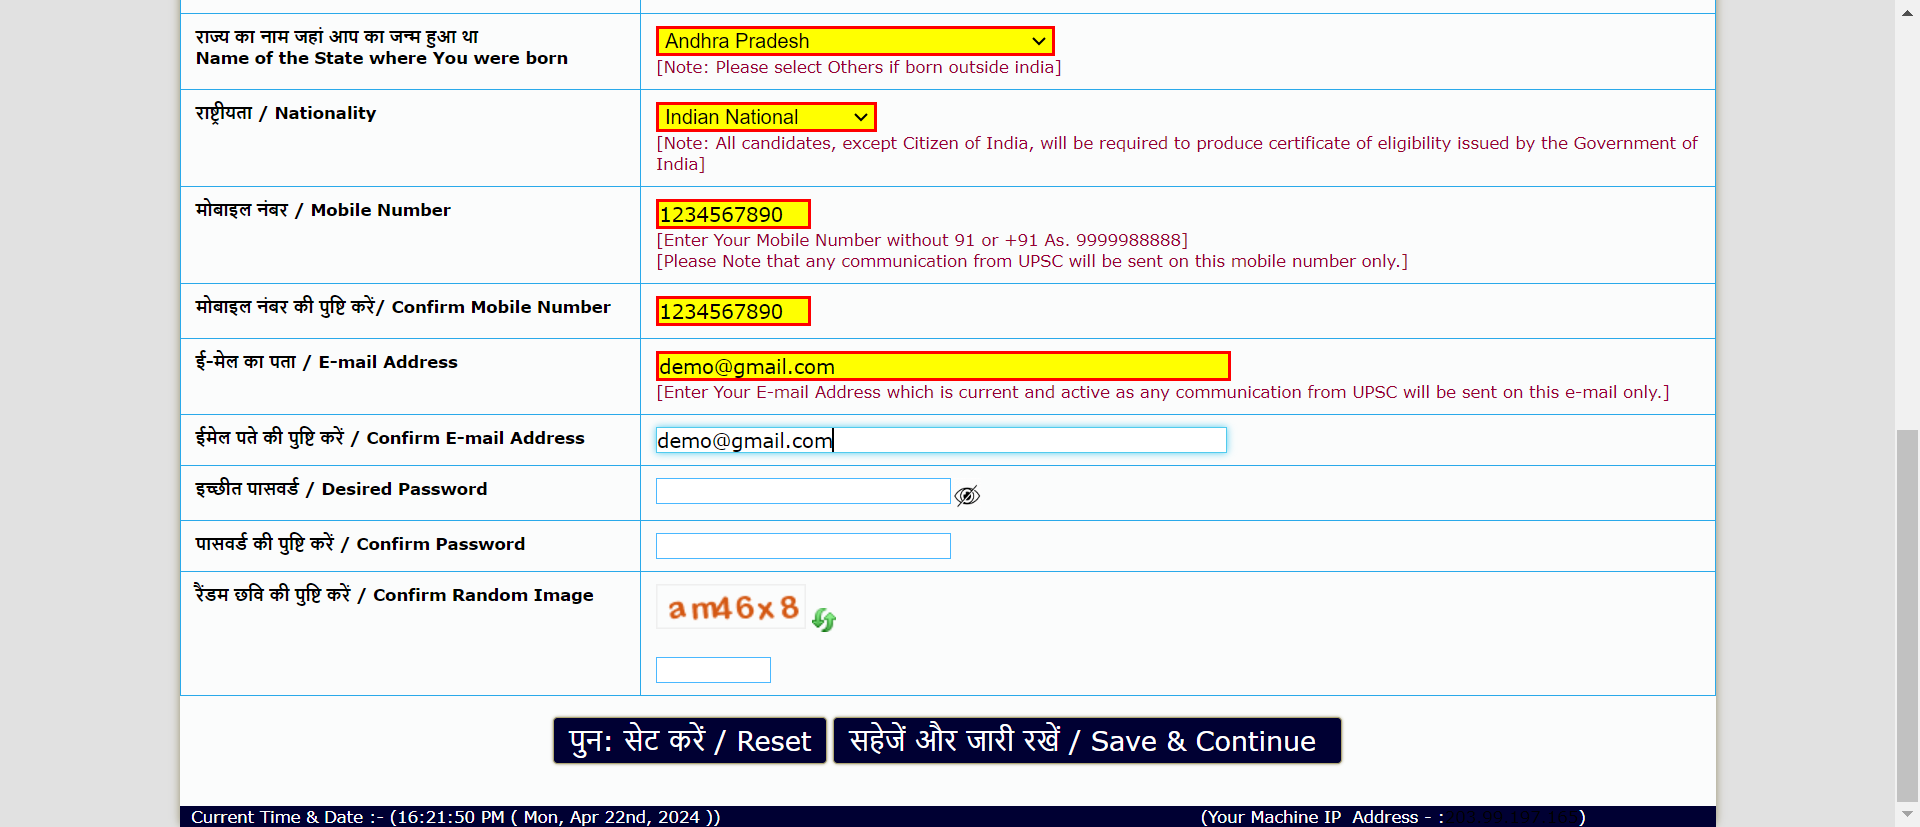 राज्य का नाम जहां आप का जन्म हुआ था
Name of the State where You were born
Andhra Pradesh
[Note: Please select Others if born outside india]
राष्ट्रीयता / Nationality
Indian National
[Note: All candidates, except Citizen of India, will be required to produce certificate of eligibility issued by the Government of
India]
मोबाइल नंबर / Mobile Number
1234567890
[Enter Your Mobile Number without 91 or +91 As. 9999988888]
[Please Note that any communication from UPSC will be sent on this mobile number only.]
मोबाइल नंबर की पुष्टि करें/ Confirm Mobile Number
1234567890
ई-मेल का पता / E-mail Address
demo@gmail.com
[Enter Your E-mail Address which is current and active as any communication from UPSC will be sent on this e-mail only.]
ईमेल पते की पुष्टि करें / Confirm E-mail Address
demo@gmail.com
इच्छीत पासवर्ड / Desired Password
पासवर्ड की पुष्टि करें / Confirm Password
रैंडम छवि की पुष्टि करें / Confirm Random Image
am46x8
पुन: सेट करें / Reset
सहेजें और जारी रखें / Save & Continue
Current Time & Date :- (16:21:50 PM ( Mon, Apr 22nd, 2024 ))
(Your Machine IP Address - : )